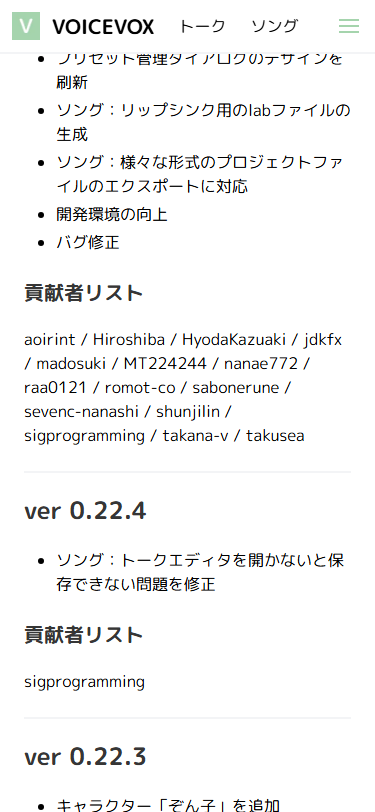 V VOICEVOX トーク ソング
プリセット管理ダイアログのデザインを
刷新
ソング：リップシンク用のlabファイルの
生成
ソング：様々な形式のプロジェクトファ
イルのエクスポートに対応
開発環境の向上
バグ修正
貢献者リスト
aoirint / Hiroshiba / HyodaKazuaki / jdkfx
/ madosuki / MT224244 / nanae772 /
raa0121 / romot-co / sabonerune /
sevenc-nanashi / shunjilin /
sigprogramming / takana-v / takusea
ver 0.22.4
ソング：トークエディタを開かないと保
存できない問題を修正
貢献者リスト
sigprogramming
ver 0.22.3
キャラクター「ぞん子」を追加